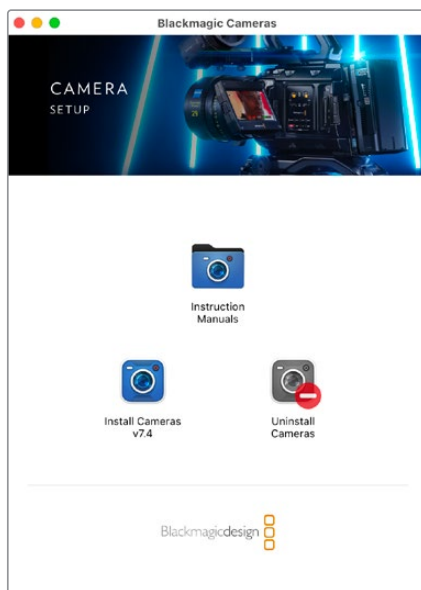 Blackmagic Cameras
CAMERA
SETUP
Instruction
Manuals
Install Cameras
v7.4
Uninstall
Cameras
Blackmagicdesign